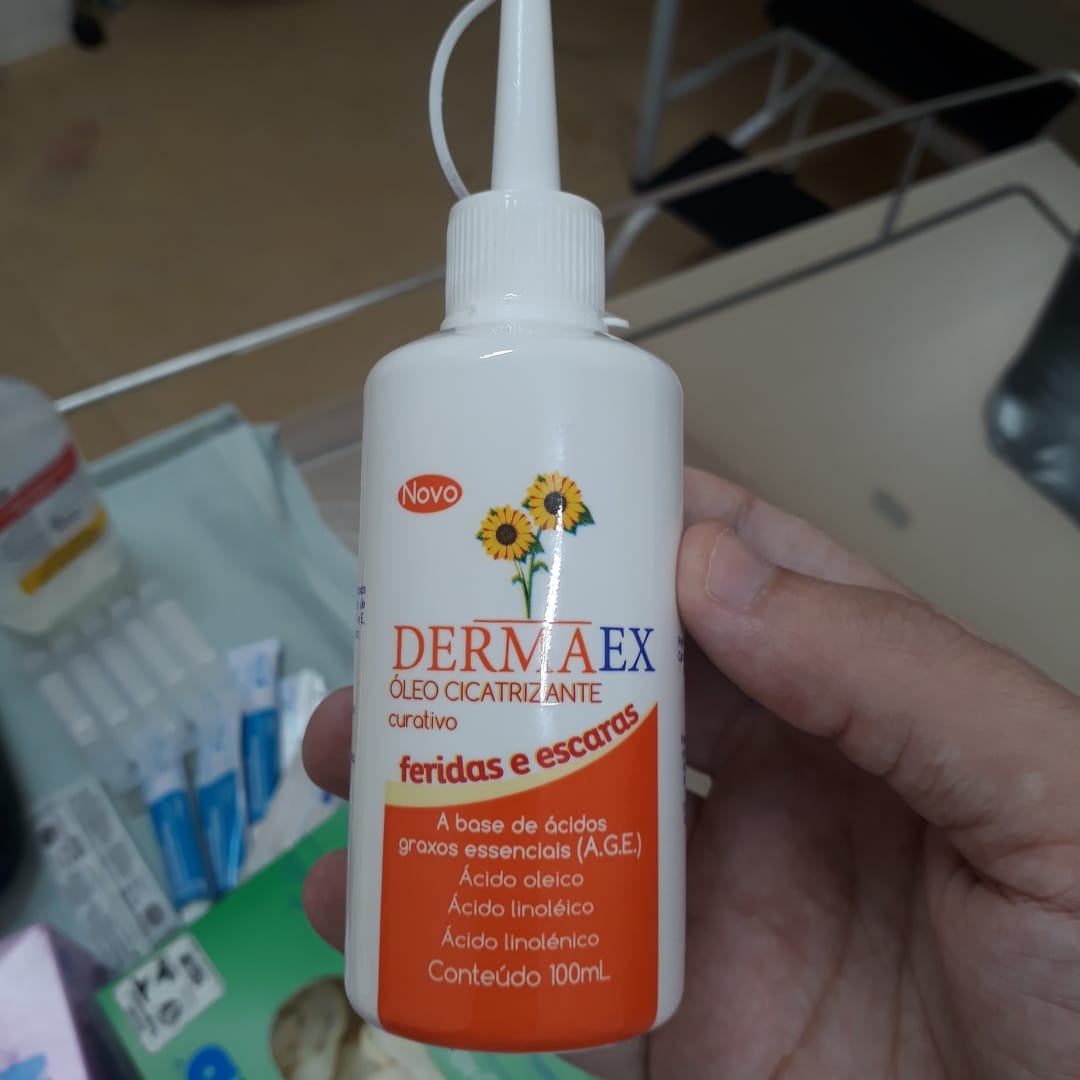 Novo
DERMAEX
ÓLEO CICATRIZANTE
curativo
feridas e escaras
A base de ácidos
graxos essenciais (A.G.E.)
Ácido oleico
Ácido linoléico
Ácido linolénico
Conteúdo 100mL